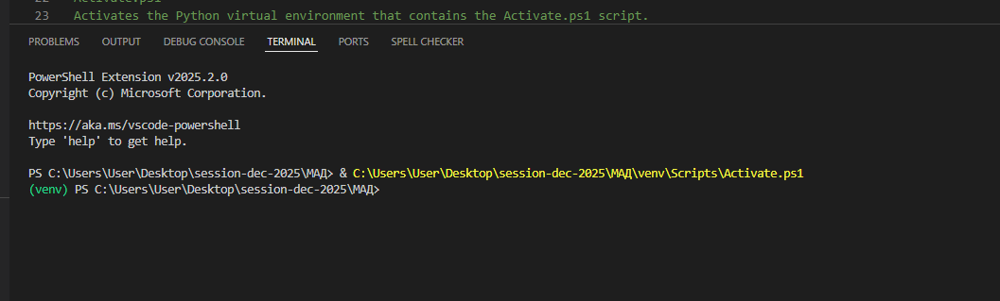 22 Activate.ps1
23 Activates the Python virtual environment that contains the Activate.ps1 script.
PROBLEMS OUTPUT DEBUG CONSOLE TERMINAL PORTS SPELL CHECKER
PowerShell Extension v2025.2.0
Copyright (c) Microsoft Corporation.
https://aka.ms/vscode-powershell
Type 'help' to get help.
PS C:\Users\User\Desktop\session-dec-2025\МАД> & C:\Users\User\Desktop\session-dec-2025\МАД\venv\Scripts\Activate.ps1
(venv) PS C:\Users\User\Desktop\session-dec-2025\МАД>